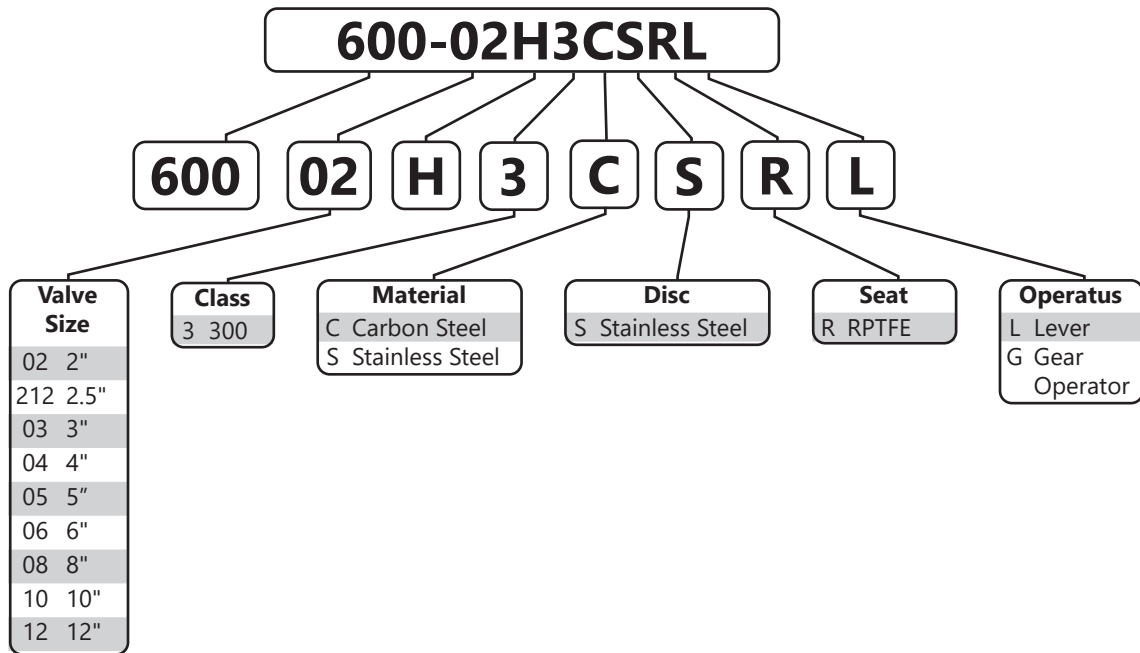 600-02H3CSRL
600 02 H 3 C S R L
Valve
Size
02 2"
212 2.5"
03 3"
04 4"
05 5”
06 6"
08 8"
10 10"
12 12"
Class
3 300
Material
C Carbon Steel
S Stainless Steel
Disc
S Stainless Steel
Seat
R RPTFE
Operatus
L Lever
G Gear
Operator